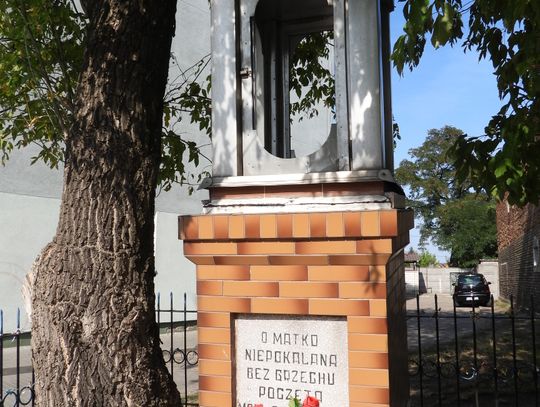 O MATKO
NIEPOKALANA
BEZ GRZECHU
POCZĘTA